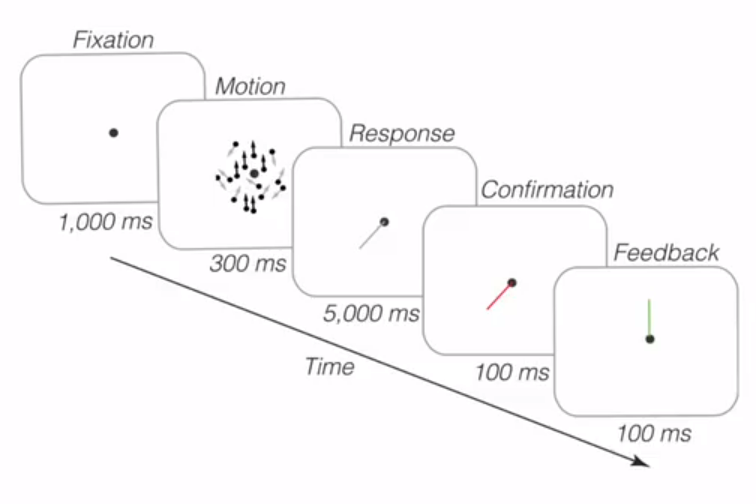 Fixation
1,000 ms
Motion
300 ms
Response
5,000 ms
Confirmation
100 ms
Feedback
100 ms
Time